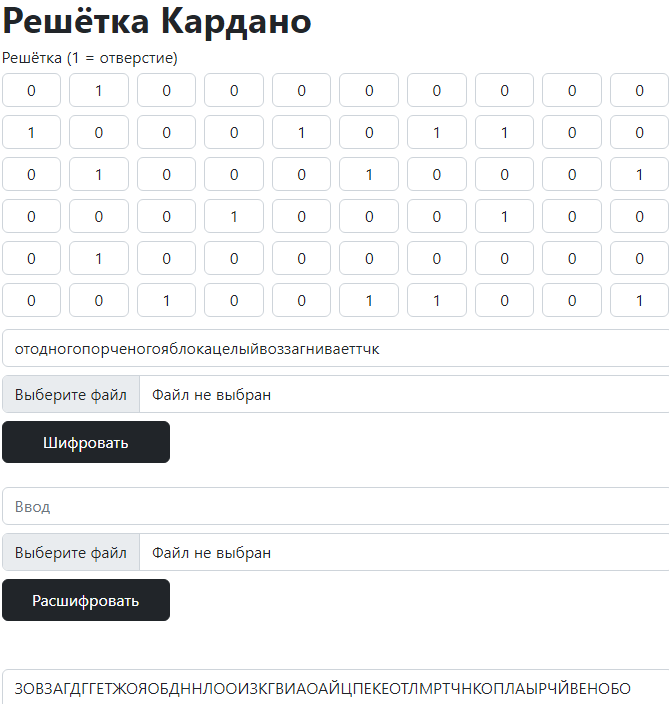 Решётка Кардано
Решётка (1 = отверстие)
0 1 0 0 0 0 0 0 0 0
1 0 0 0 1 0 1 1 0 0
0 1 0 0 0 1 0 0 0 1
0 0 0 1 0 0 0 1 0 0
0 1 0 0 0 0 0 0 0 0
0 0 1 0 0 1 1 0 0 1
отодногопорченогояблокацелыйвоззагниваеттчк
Выберите файл Файл не выбран
Шифровать
Ввод
Выберите файл Файл не выбран
Расшифровать
ЗОВЗАГДГГЕТЖОЯОБДННЛООИЗКГВИАОАЙЦПЕКЕОТЛМРТЧНКОПЛАЫРЧЙВЕНОБО